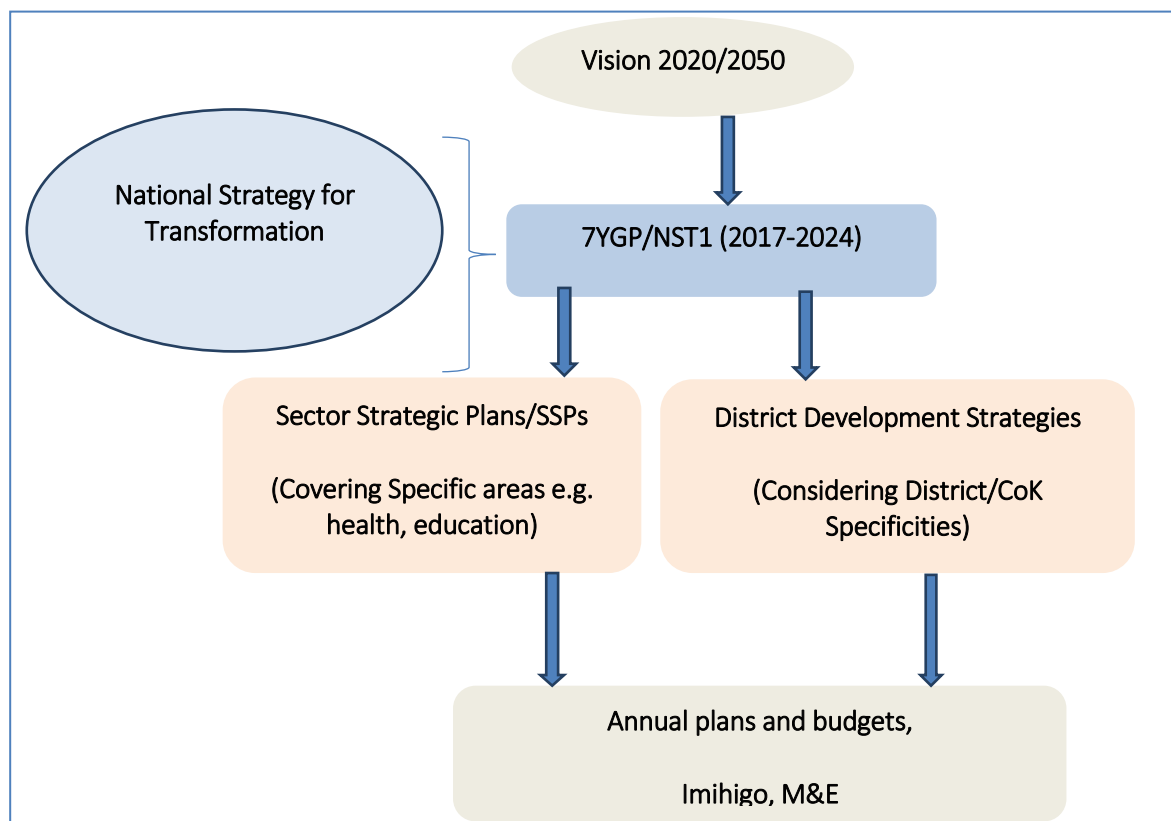 Vision 2020/2050
National Strategy for
Transformation
7YGP/NST1 (2017-2024)
Sector Strategic Plans/SSPs
(Covering Specific areas e.g.
health, education)
District Development Strategies
(Considering District/CoK
Specificities)
Annual plans and budgets,
Imihigo, M&E